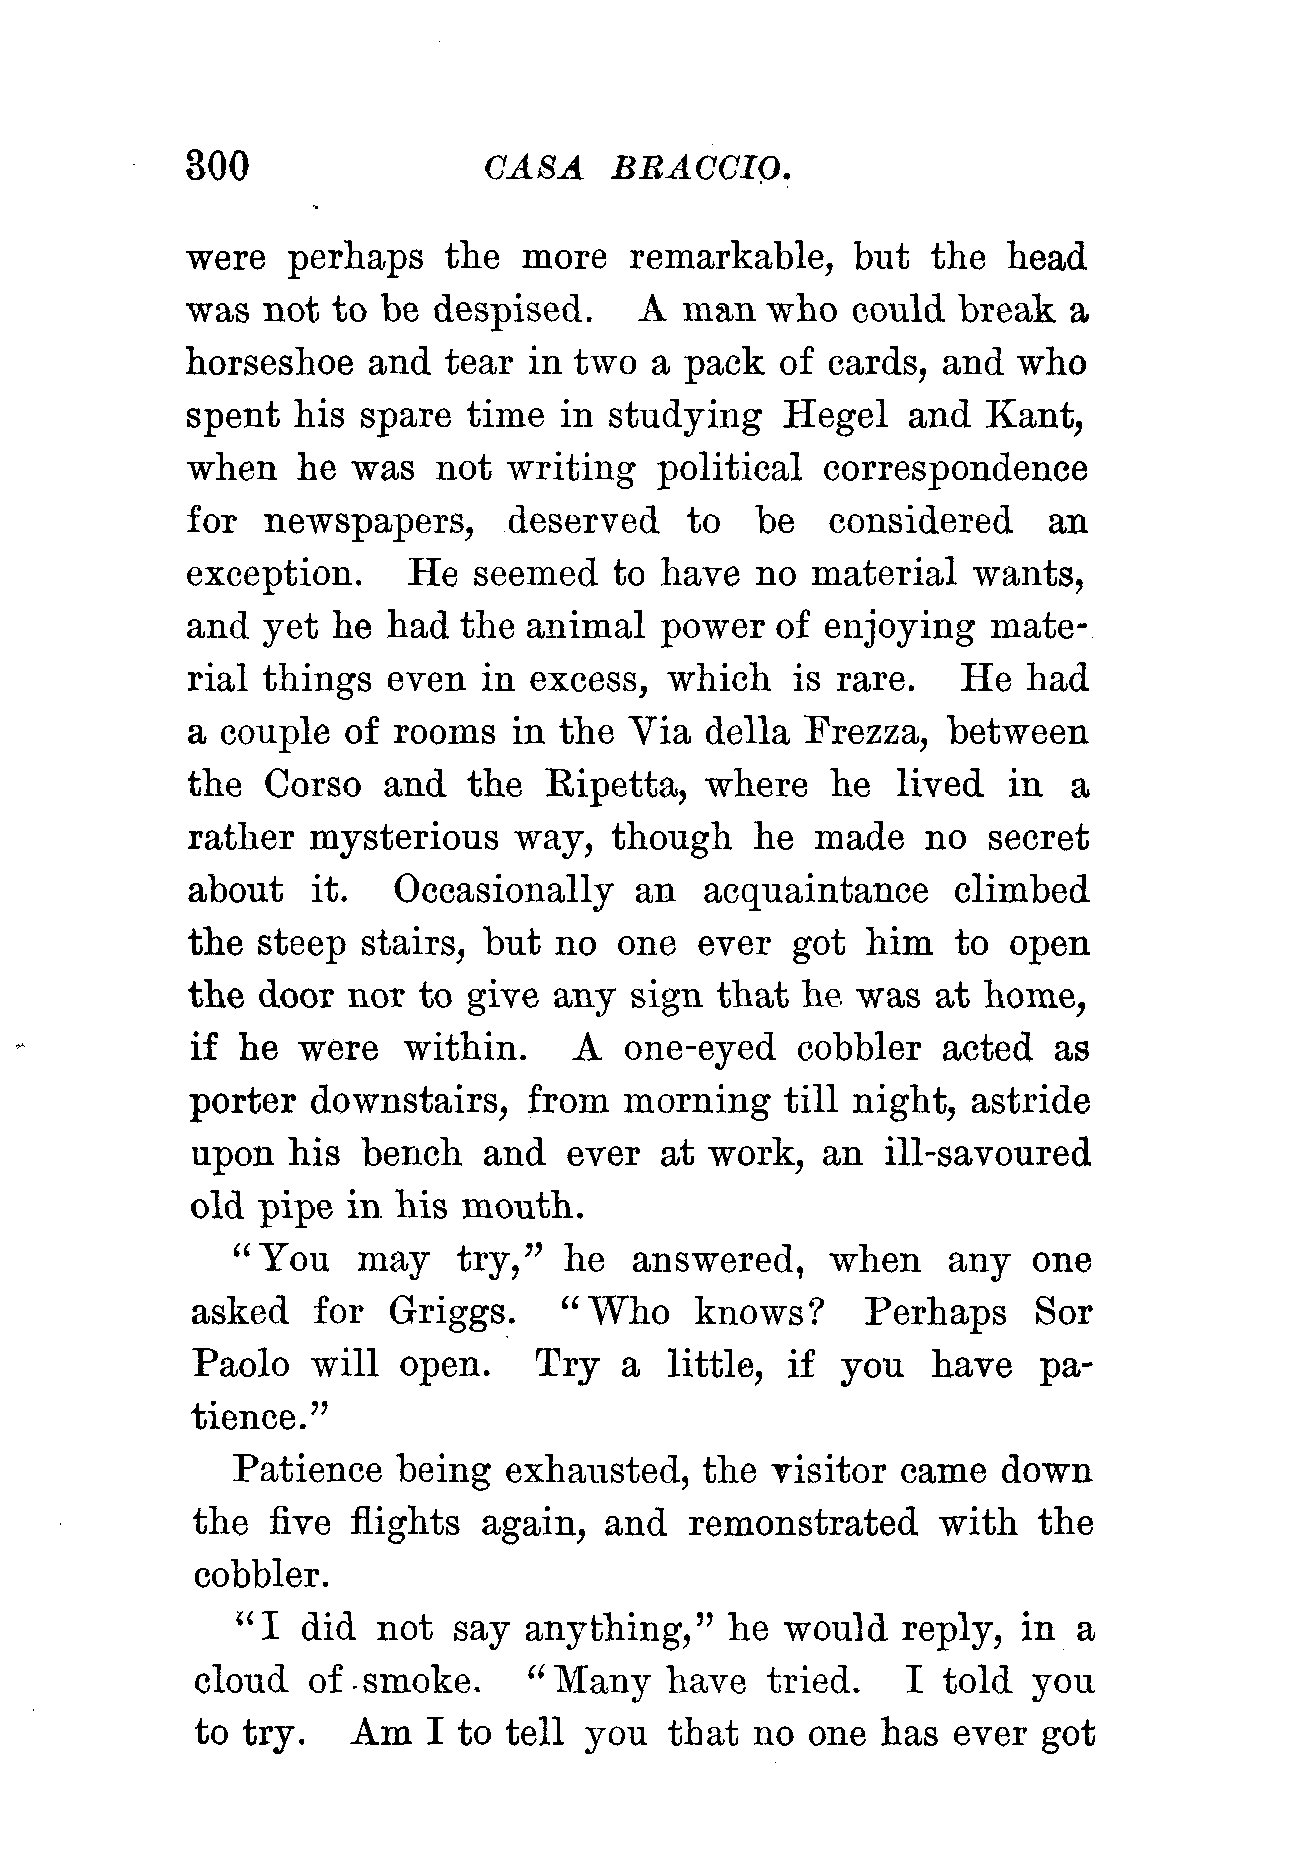 300 CASA BRACCIO.
were perhaps the more remarkable, but the head
was not to be despised. A man who could break a
horseshoe and tear in two a pack of cards, and who
spent his spare time in studying Hegel and Kant,
when he was not writing political correspondence
for newspapers, deserved to be considered an
exception. He seemed to have no material wants,
and yet he had the animal power of enjoying mate-
rial things even in excess, which is rare. He had
a couple of rooms in the Via della Frezza, between
the Corso and the Ripetta, where he lived in a
rather mysterious way, though he made no secret
about it. Occasionally an acquaintance climbed
the steep stairs, but no one ever got him to open
the door nor to give any sign that he was at home,
if he were within. A one-eyed cobbler acted as
porter downstairs, from morning till night, astride
upon his bench and ever at work, an ill-savoured
old pipe in his mouth.
"You may try," he answered, when any one
asked for Griggs. "Who knows? Perhaps Sor
Paolo will open. Try a little, if you have pa-
tience."
Patience being exhausted, the visitor came down
the five flights again, and remonstrated with the
cobbler.
"I did not say anything," he would reply, in a
cloud of smoke. "Many have tried. I told you
to try. Am I to tell you that no one has ever got